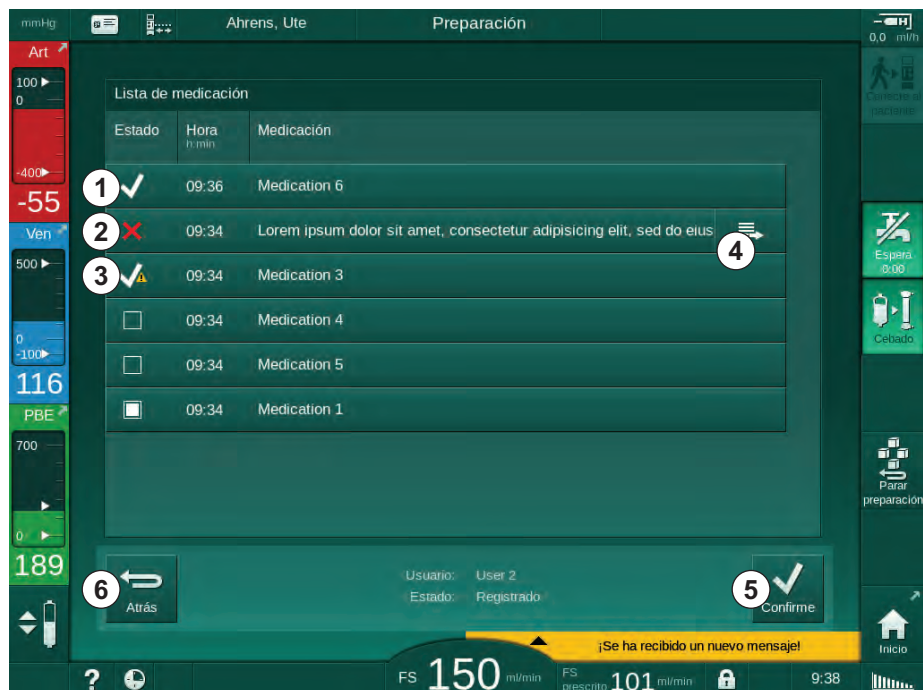 mmHg
Ahrens, Ute
Preparación
0,0 ml/h
Art
100
0
-400
-55
Ven
500
0
-100
116
PBE
700
0
189
Lista de medicación
Estado
Hora
h:min
Medicación
1
09:36
Medication 6
2
09:34
Lorem ipsum dolor sit amet, consectetur adipisicing elit, sed do eius
4
3
09:34
Medication 3
09:34
Medication 4
09:34
Medication 5
09:34
Medication 1
6
Atrás
Usuario: User 2
Estado: Registrado
5
Confirme
¡Se ha recibido un nuevo mensaje!
Espera
0:00
Cebado
Parar
preparación
Inicio
?
FS 150 ml/min
FS
prescrito 101 ml/min
9:38